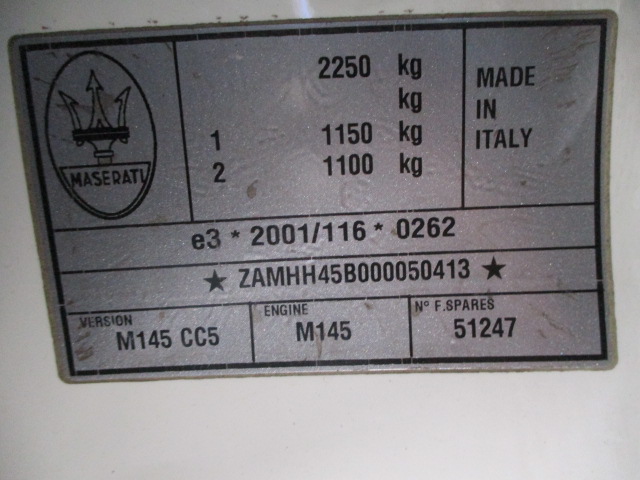 MASERATI
2250 kg
kg
1 1150 kg
2 1100 kg
MADE
IN
ITALY
e3 * 2001/116 * 0262
★ ZAMHH45B000050413 ★
VERSION
M145 CC5
ENGINE
M145
N° F.SPARES
51247